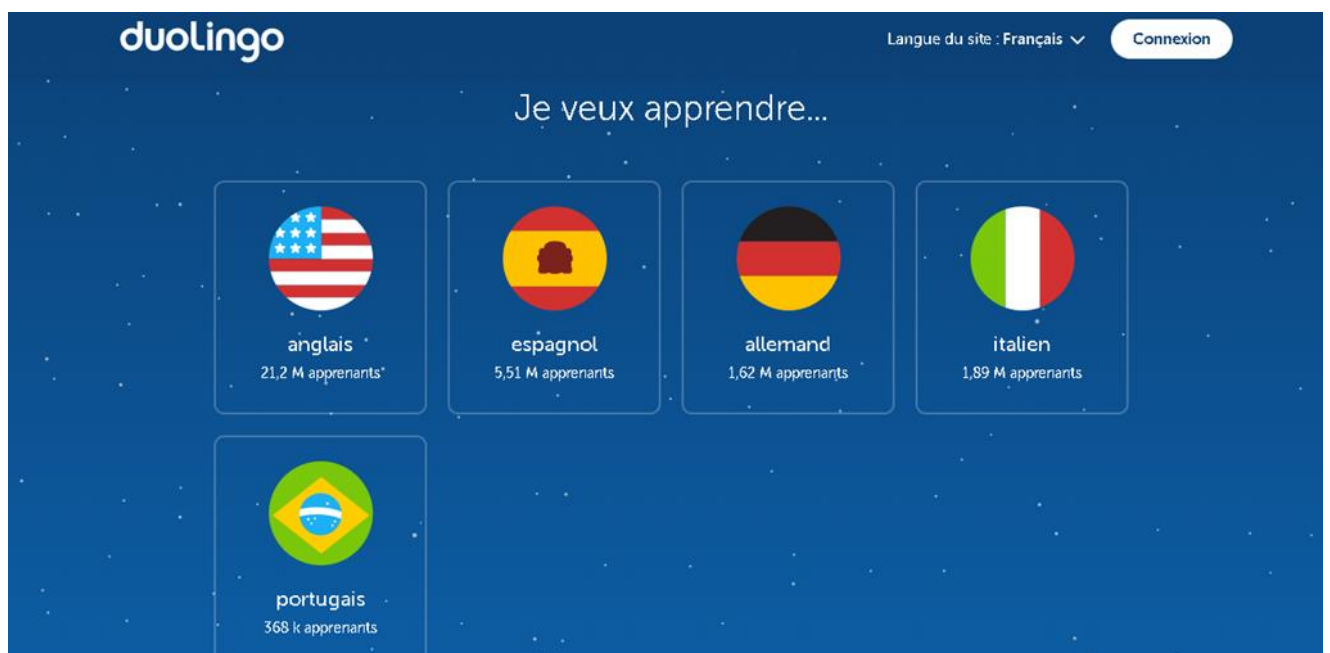 duolingo
Langue du site : Français
Connexion
Je veux apprendre...
anglais
21,2 M apprenants
espagnol
5,51 M apprenants
allemand
1,62 M apprenants
italien
1,89 M apprenants
portugais
368 k apprenants